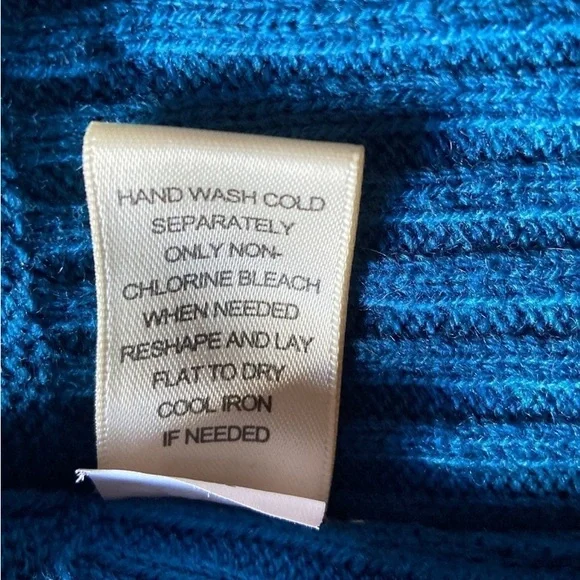 HAND WASH COLD
SEPARATELY
ONLY NON-
CHLORINE BLEACH
WHEN NEEDED
RESHAPE AND LAY
FLAT TO DRY
COOL IRON
IF NEEDED